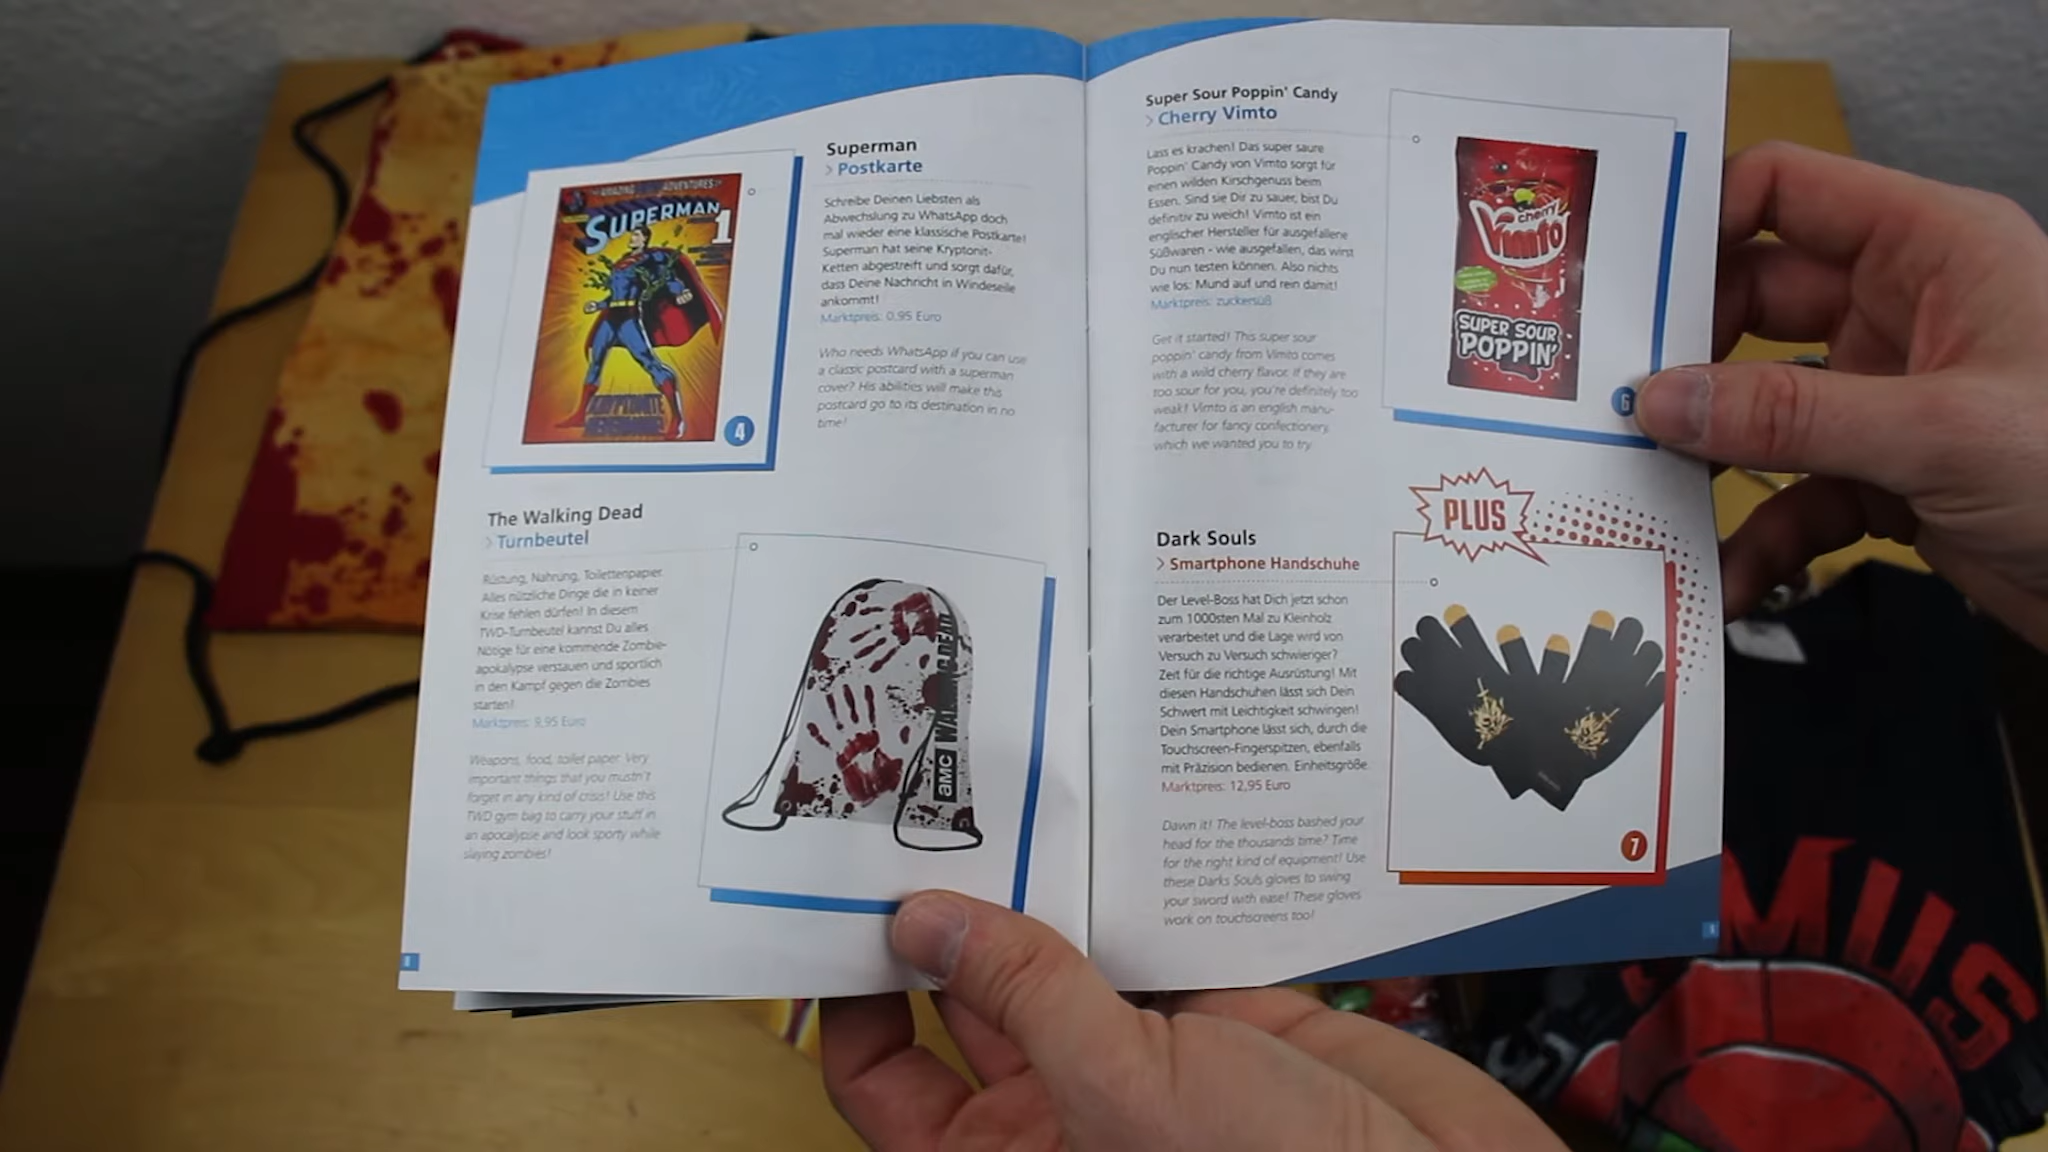 Superman
> Postkarte
Schreibe Deinen Liebsten als
Abwechslung zu WhatsApp doch
mal wieder eine klassische Postkarte!
Superman hat seine Kryptonit-
Ketten abgestreift und sorgt dafür,
dass Deine Nachricht in Windeseile
ankommt!
Marktpreis: 0,95 Euro
Who needs WhatsApp if you can use
a classic postcard with a superman
cover? His abilities will make this
postcard go to its destination in no
time!
AMAZING ADVENTURES!
SUPERMAN
1
4
The Walking Dead
> Turnbeutel
Rüstung, Nahrung, Toilettenpapier.
Alles nützliche Dinge die in keiner
Krise fehlen dürfen! In diesem
TWD-Turnbeutel kannst Du alles
Nötige für eine kommende Zombie-
apokalypse verstauen und sportlich
in den Kampf gegen die Zombies
starten!
Marktpreis: 9,95 Euro
Weapons, food, toilet paper. Very
important things that you mustn't
forget in any kind of crisis! Use this
TWD gym bag to carry your stuff in
an apocalypse and look sporty while
slaying zombies!
aMC WALKING DEAD
8
Super Sour Poppin' Candy
> Cherry Vimto
Lass es krachen! Das super saure
Poppin' Candy von Vimto sorgt für
einen wilden Kirschgenuss beim
Essen. Sind sie Dir zu sauer, bist Du
definitiv zu weich! Vimto ist ein
englischer Hersteller für ausgefallene
Süßwaren - wie ausgefallen, das wirst
Du nun testen können. Also nichts
wie los: Mund auf und rein damit!
Marktpreis: zuckersüß
Get it started! This super sour
poppin' candy from Vimto comes
with a wild cherry flavor. If they are
too sour for you, you're definitely too
weak! Vimto is an english manu-
facturer for fancy confectionery,
which we wanted you to try.
cherry
Vimto
SUPER SOUR
POPPIN'
6
PLUS
Dark Souls
> Smartphone Handschuhe
Der Level-Boss hat Dich jetzt schon
zum 1000sten Mal zu Kleinholz
verarbeitet und die Lage wird von
Versuch zu Versuch schwieriger?
Zeit für die richtige Ausrüstung! Mit
diesen Handschuhen lässt sich Dein
Schwert mit Leichtigkeit schwingen!
Dein Smartphone lässt sich, durch die
Touchscreen-Fingerspitzen, ebenfalls
mit Präzision bedienen. Einheitsgröße.
Marktpreis: 12,95 Euro
Dawn it! The level-boss bashed your
head for the thousands time? Time
for the right kind of equipment! Use
these Darks Souls gloves to swing
your sword with ease! These gloves
work on touchscreens too!
7
MUS